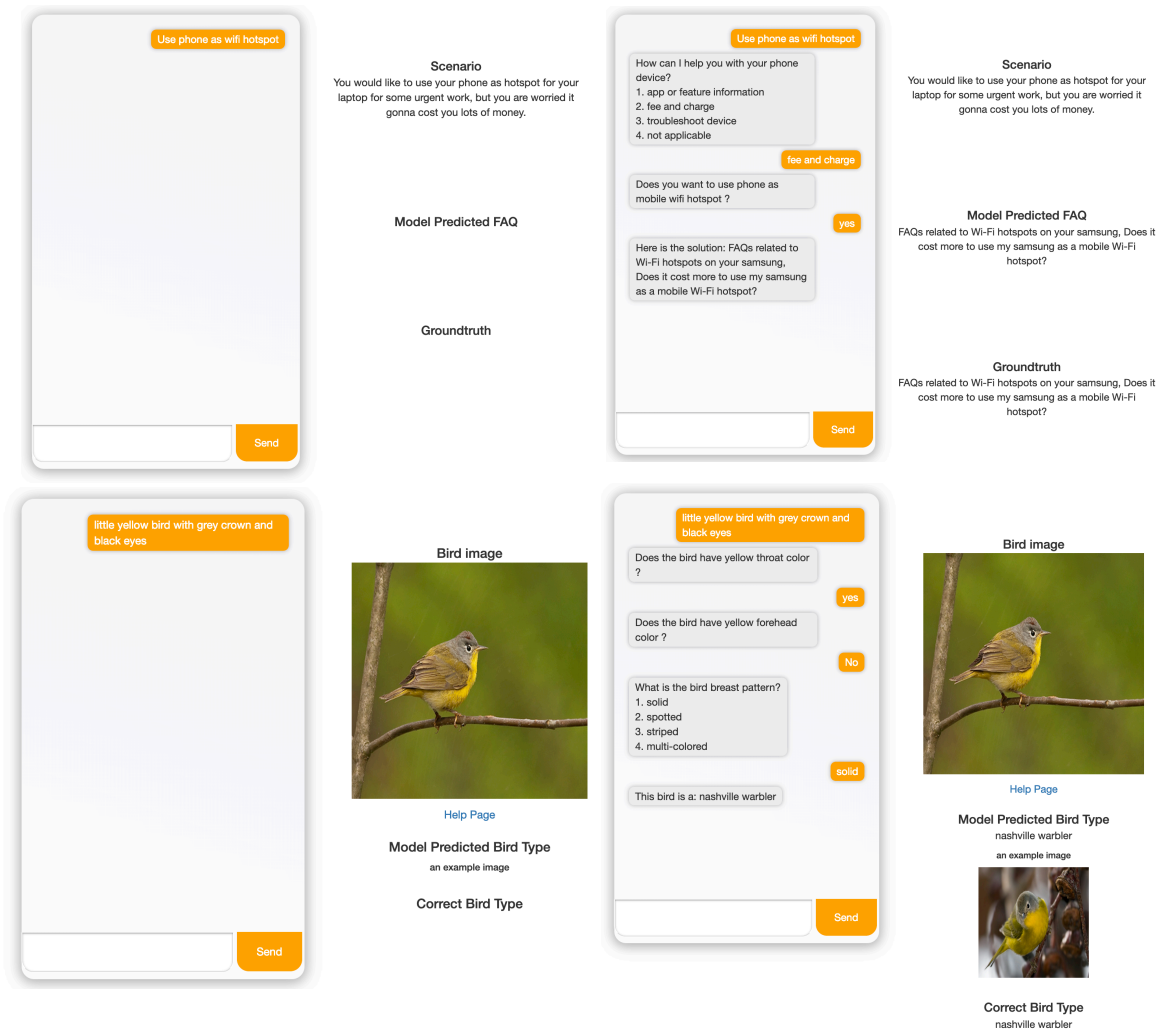 Use phone as wifi hotspot
Send
Scenario
You would like to use your phone as hotspot for your
laptop for some urgent work, but you are worried it
gonna cost you lots of money.
Model Predicted FAQ
Groundtruth
Use phone as wifi hotspot
How can I help you with your phone
device?
1. app or feature information
2. fee and charge
3. troubleshoot device
4. not applicable
fee and charge
Does you want to use phone as
mobile wifi hotspot ?
yes
Here is the solution: FAQs related to
Wi-Fi hotspots on your samsung,
Does it cost more to use my samsung
as a mobile Wi-Fi hotspot?
Send
Scenario
You would like to use your phone as hotspot for your
laptop for some urgent work, but you are worried it
gonna cost you lots of money.
Model Predicted FAQ
FAQs related to Wi-Fi hotspots on your samsung, Does it
cost more to use my samsung as a mobile Wi-Fi
hotspot?
Groundtruth
FAQs related to Wi-Fi hotspots on your samsung, Does it
cost more to use my samsung as a mobile Wi-Fi
hotspot?
little yellow bird with grey crown and
black eyes
Send
Bird image
Help Page
Model Predicted Bird Type
an example image
Correct Bird Type
little yellow bird with grey crown and
black eyes
Does the bird have yellow throat color
?
yes
Does the bird have yellow forehead
color ?
No
What is the bird breast pattern?
1. solid
2. spotted
3. striped
4. multi-colored
solid
This bird is a: nashville warbler
Send
Bird image
Help Page
Model Predicted Bird Type
nashville warbler
an example image
Correct Bird Type
nashville warbler